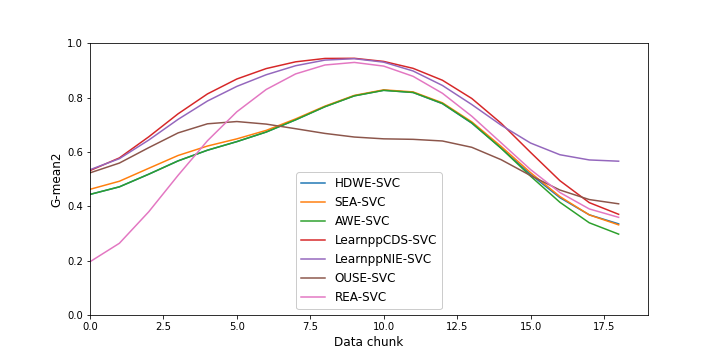 1.0
0.8
0.6
0.4
0.2
0.0
G-mean2
HDWE-SVC
SEA-SVC
AWE-SVC
LearnppCDS-SVC
LearnppNIE-SVC
OUSE-SVC
REA-SVC
0.0 2.5 5.0 7.5 10.0 12.5 15.0 17.5
Data chunk